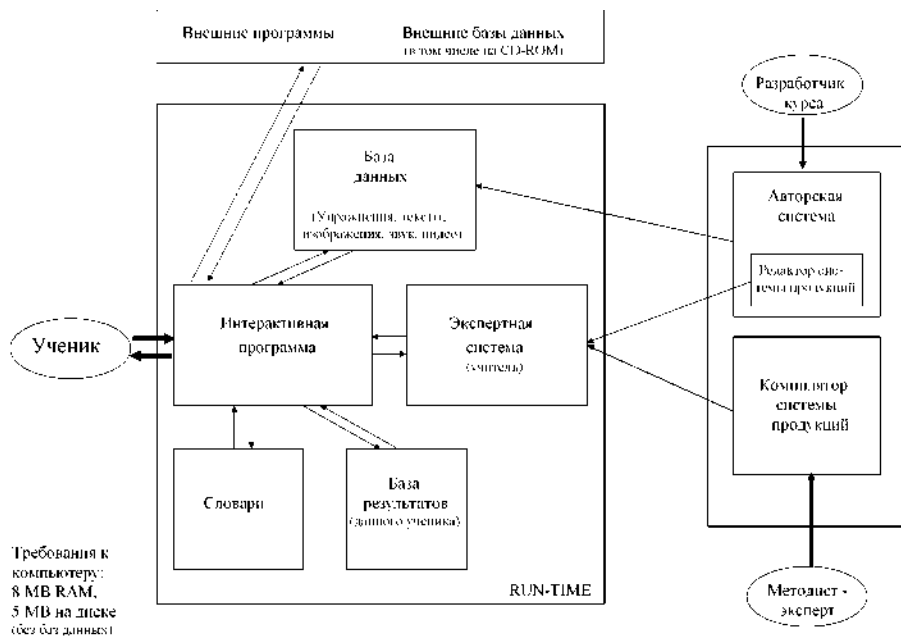 Внешние программы
Внешние базы данных
(в том числе на CD-ROM)
Разработчик
курса
База
данных
(Упражнения, тексты,
изображения, звук, видео)
Авторская
система
Редактор сис-
темы продукций
Ученик
Интерактивная
программа
Экспертная
система
(учитель)
Компилятор
системы
продукций
Словари
База
результатов
(данного ученика)
Требования к
компьютеру:
8 MB RAM,
5 MB на диске
(без баз данных)
RUN-TIME
Методист -
эксперт